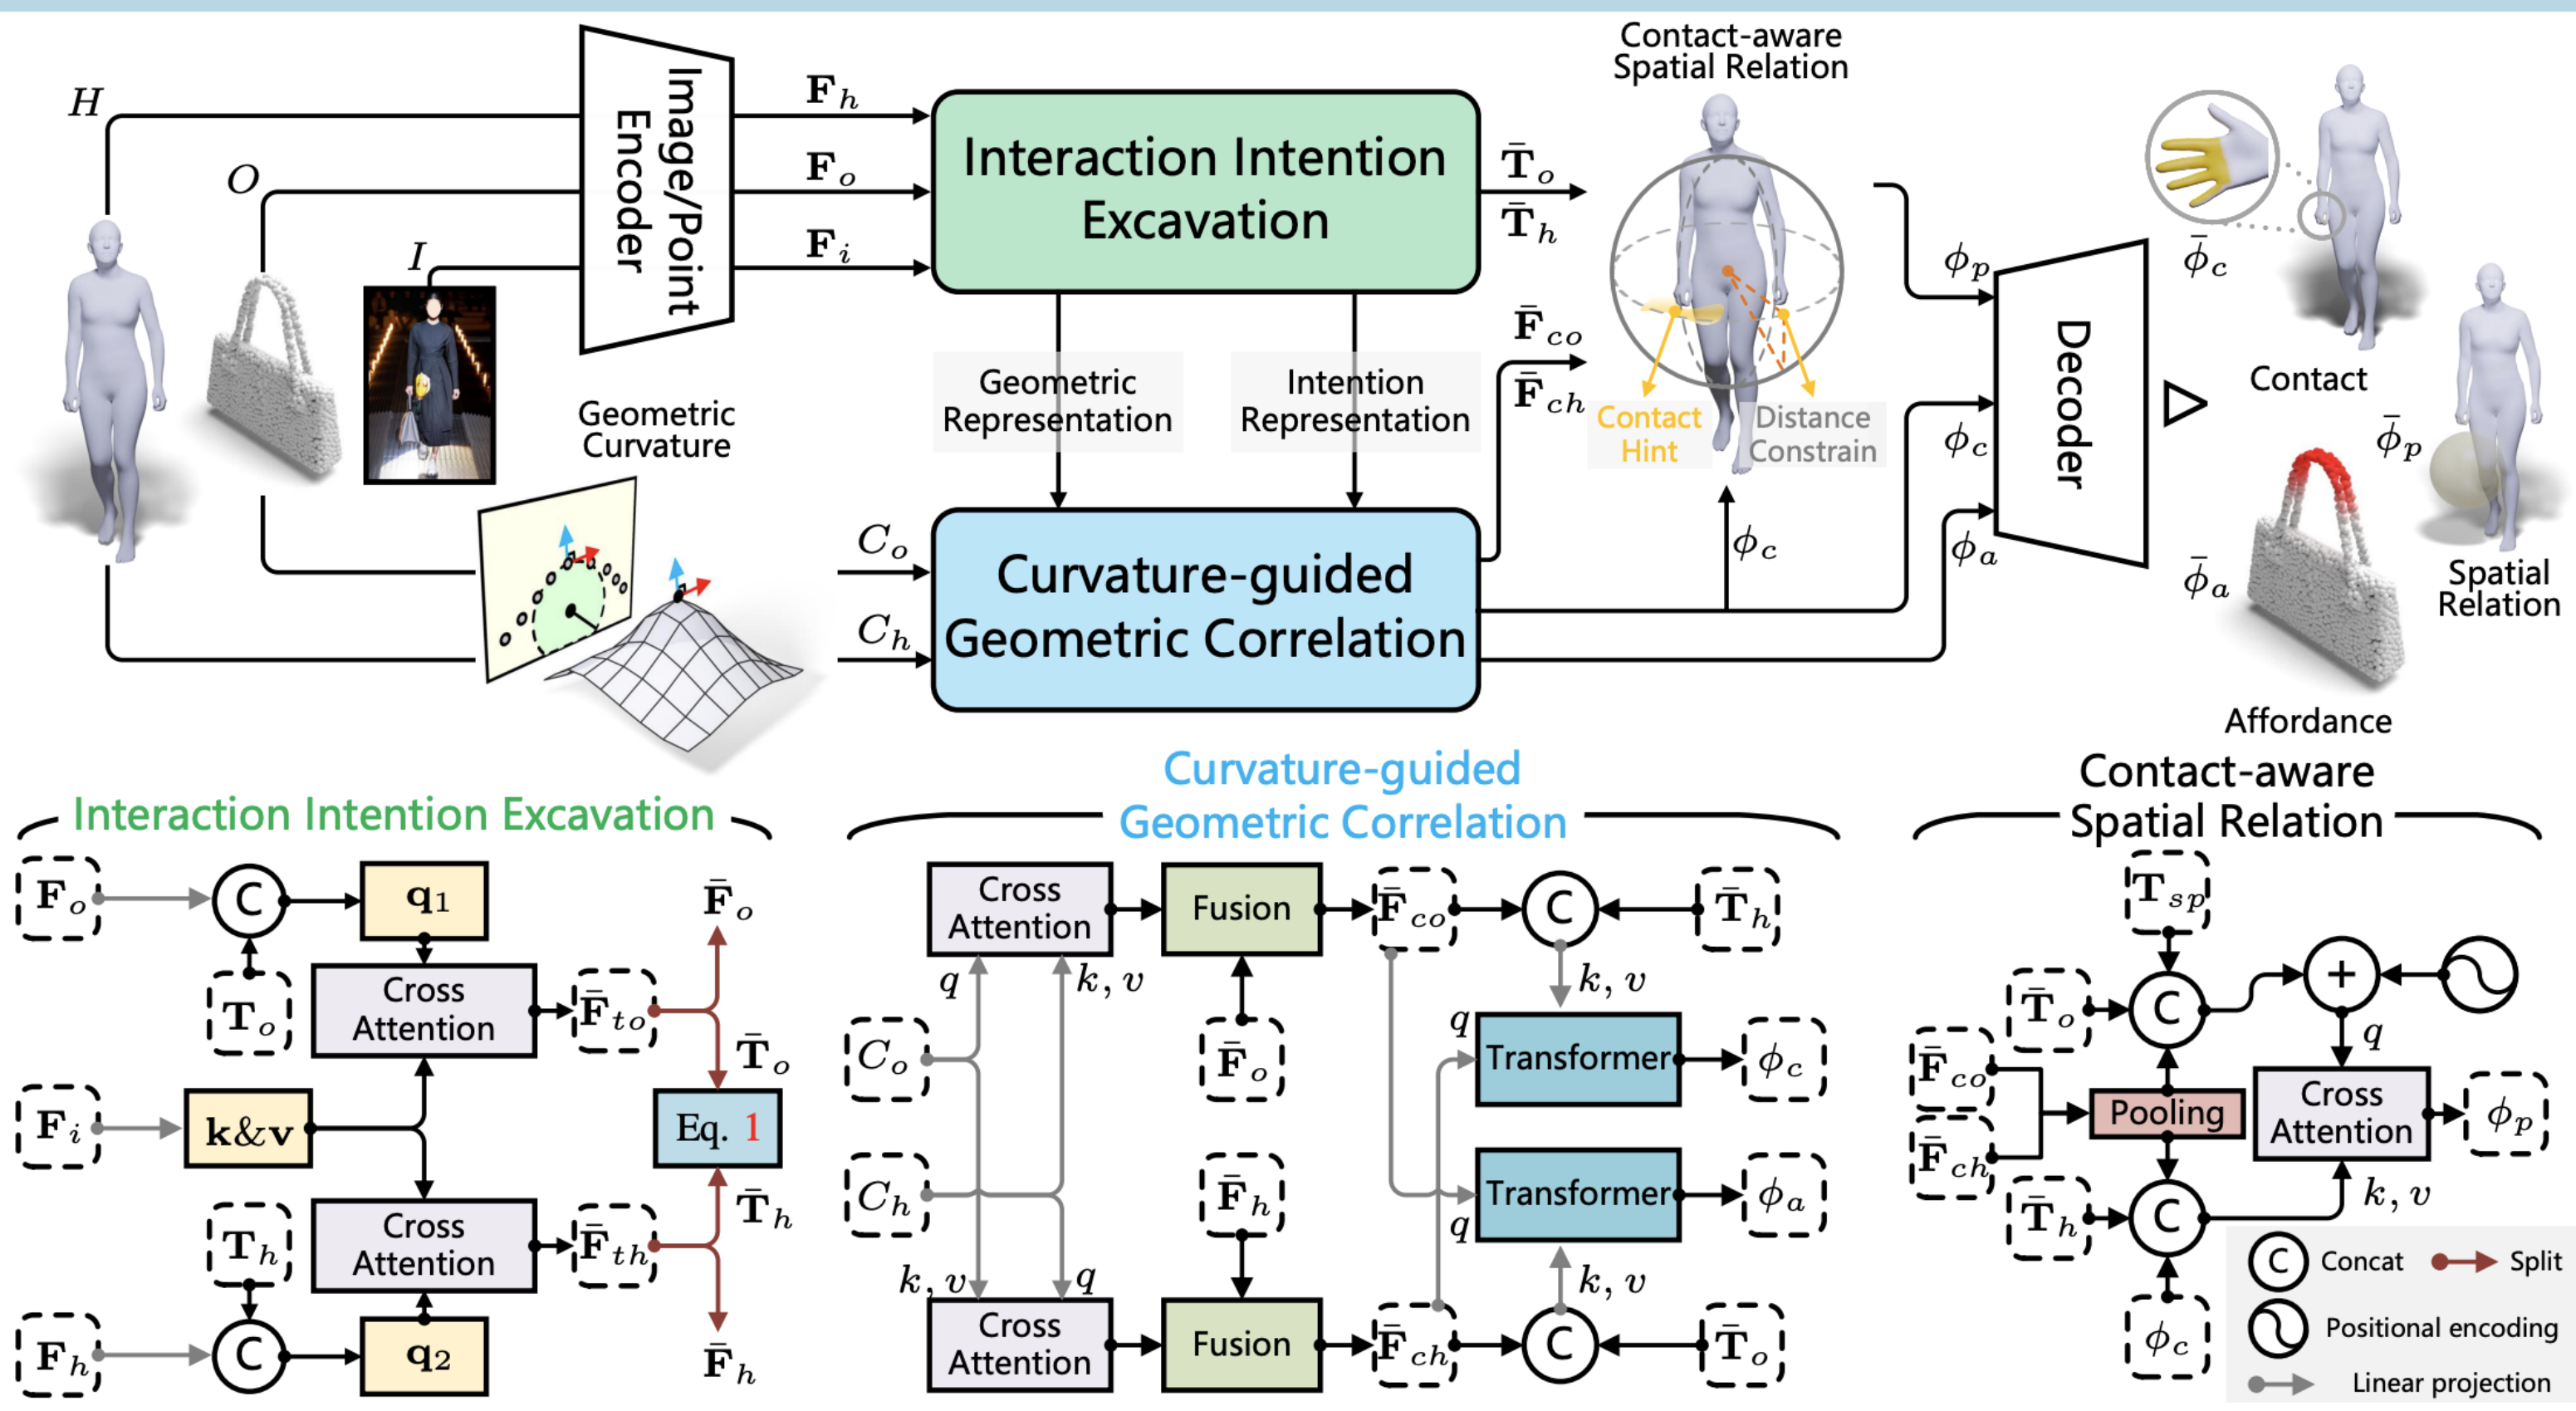 H
O
I
Image/Point
Encoder
F_h
F_o
F_i
Interaction Intention
Excavation
T̄_o
T̄_h
Contact-aware
Spatial Relation
Contact
Hint
Distance
Constrain
F̄_co
F̄_ch
Geometric
Representation
Intention
Representation
Geometric
Curvature
C_o
C_h
Curvature-guided
Geometric Correlation
ϕ_c
ϕ_p
ϕ_c
ϕ_a
Decoder
ϕ̄_c
Contact
ϕ̄_p
Spatial
Relation
ϕ̄_a
Affordance
Interaction Intention Excavation
F_o
C
q1
T_o
Cross
Attention
F̄_to
F̄_o
T̄_o
F_i
k&v
Eq. 1
T_h
Cross
Attention
F̄_th
T̄_h
F_h
C
q2
F̄_h
Curvature-guided
Geometric Correlation
Cross
Attention
Fusion
F̄_co
C
T̄_h
q
k, v
k, v
C_o
F̄_o
q
Transformer
ϕ_c
C_h
F̄_h
Transformer
ϕ_a
q
k, v
q
k, v
Cross
Attention
Fusion
F̄_ch
C
T̄_o
Contact-aware
Spatial Relation
T_sp
T̄_o
C
+
q
F̄_co
F̄_ch
Pooling
Cross
Attention
ϕ_p
T̄_h
C
k, v
ϕ_c
C Concat
Split
Positional encoding
Linear projection